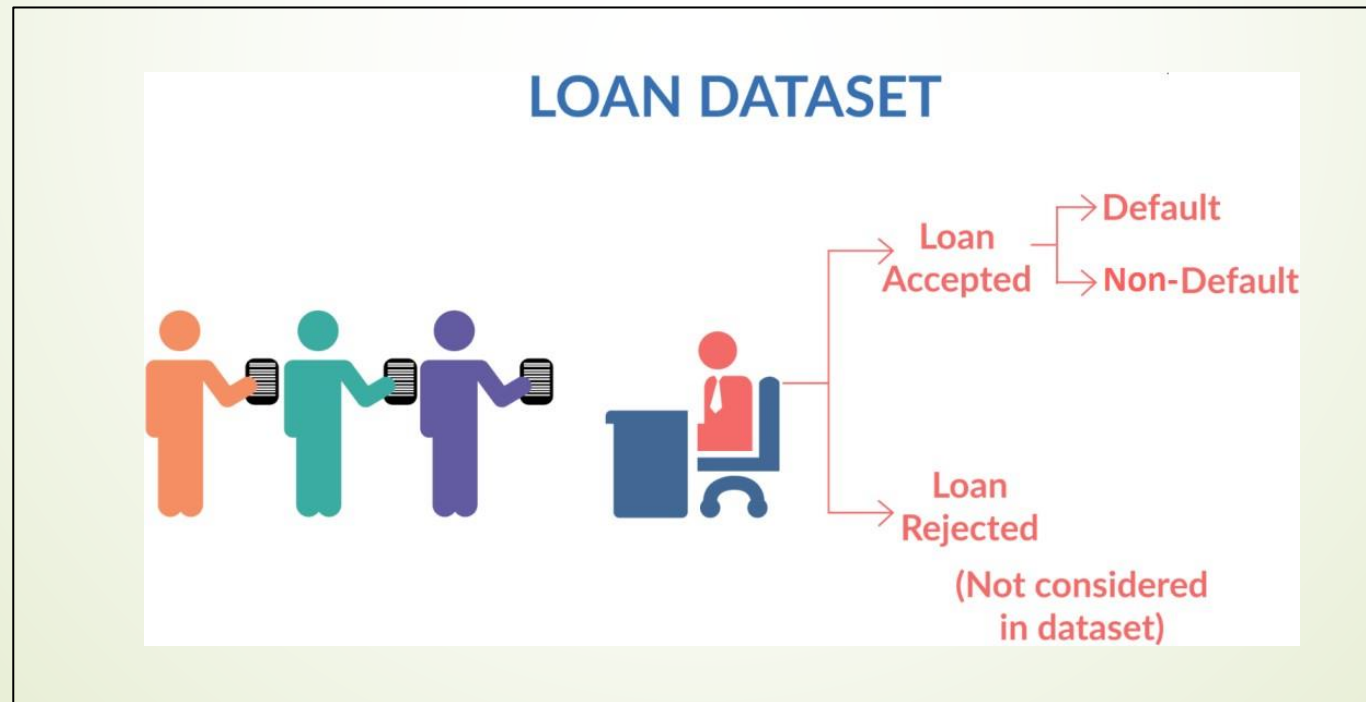 LOAN DATASET
Default
Loan
Accepted
Non-Default
Loan
Rejected
(Not considered
in dataset)